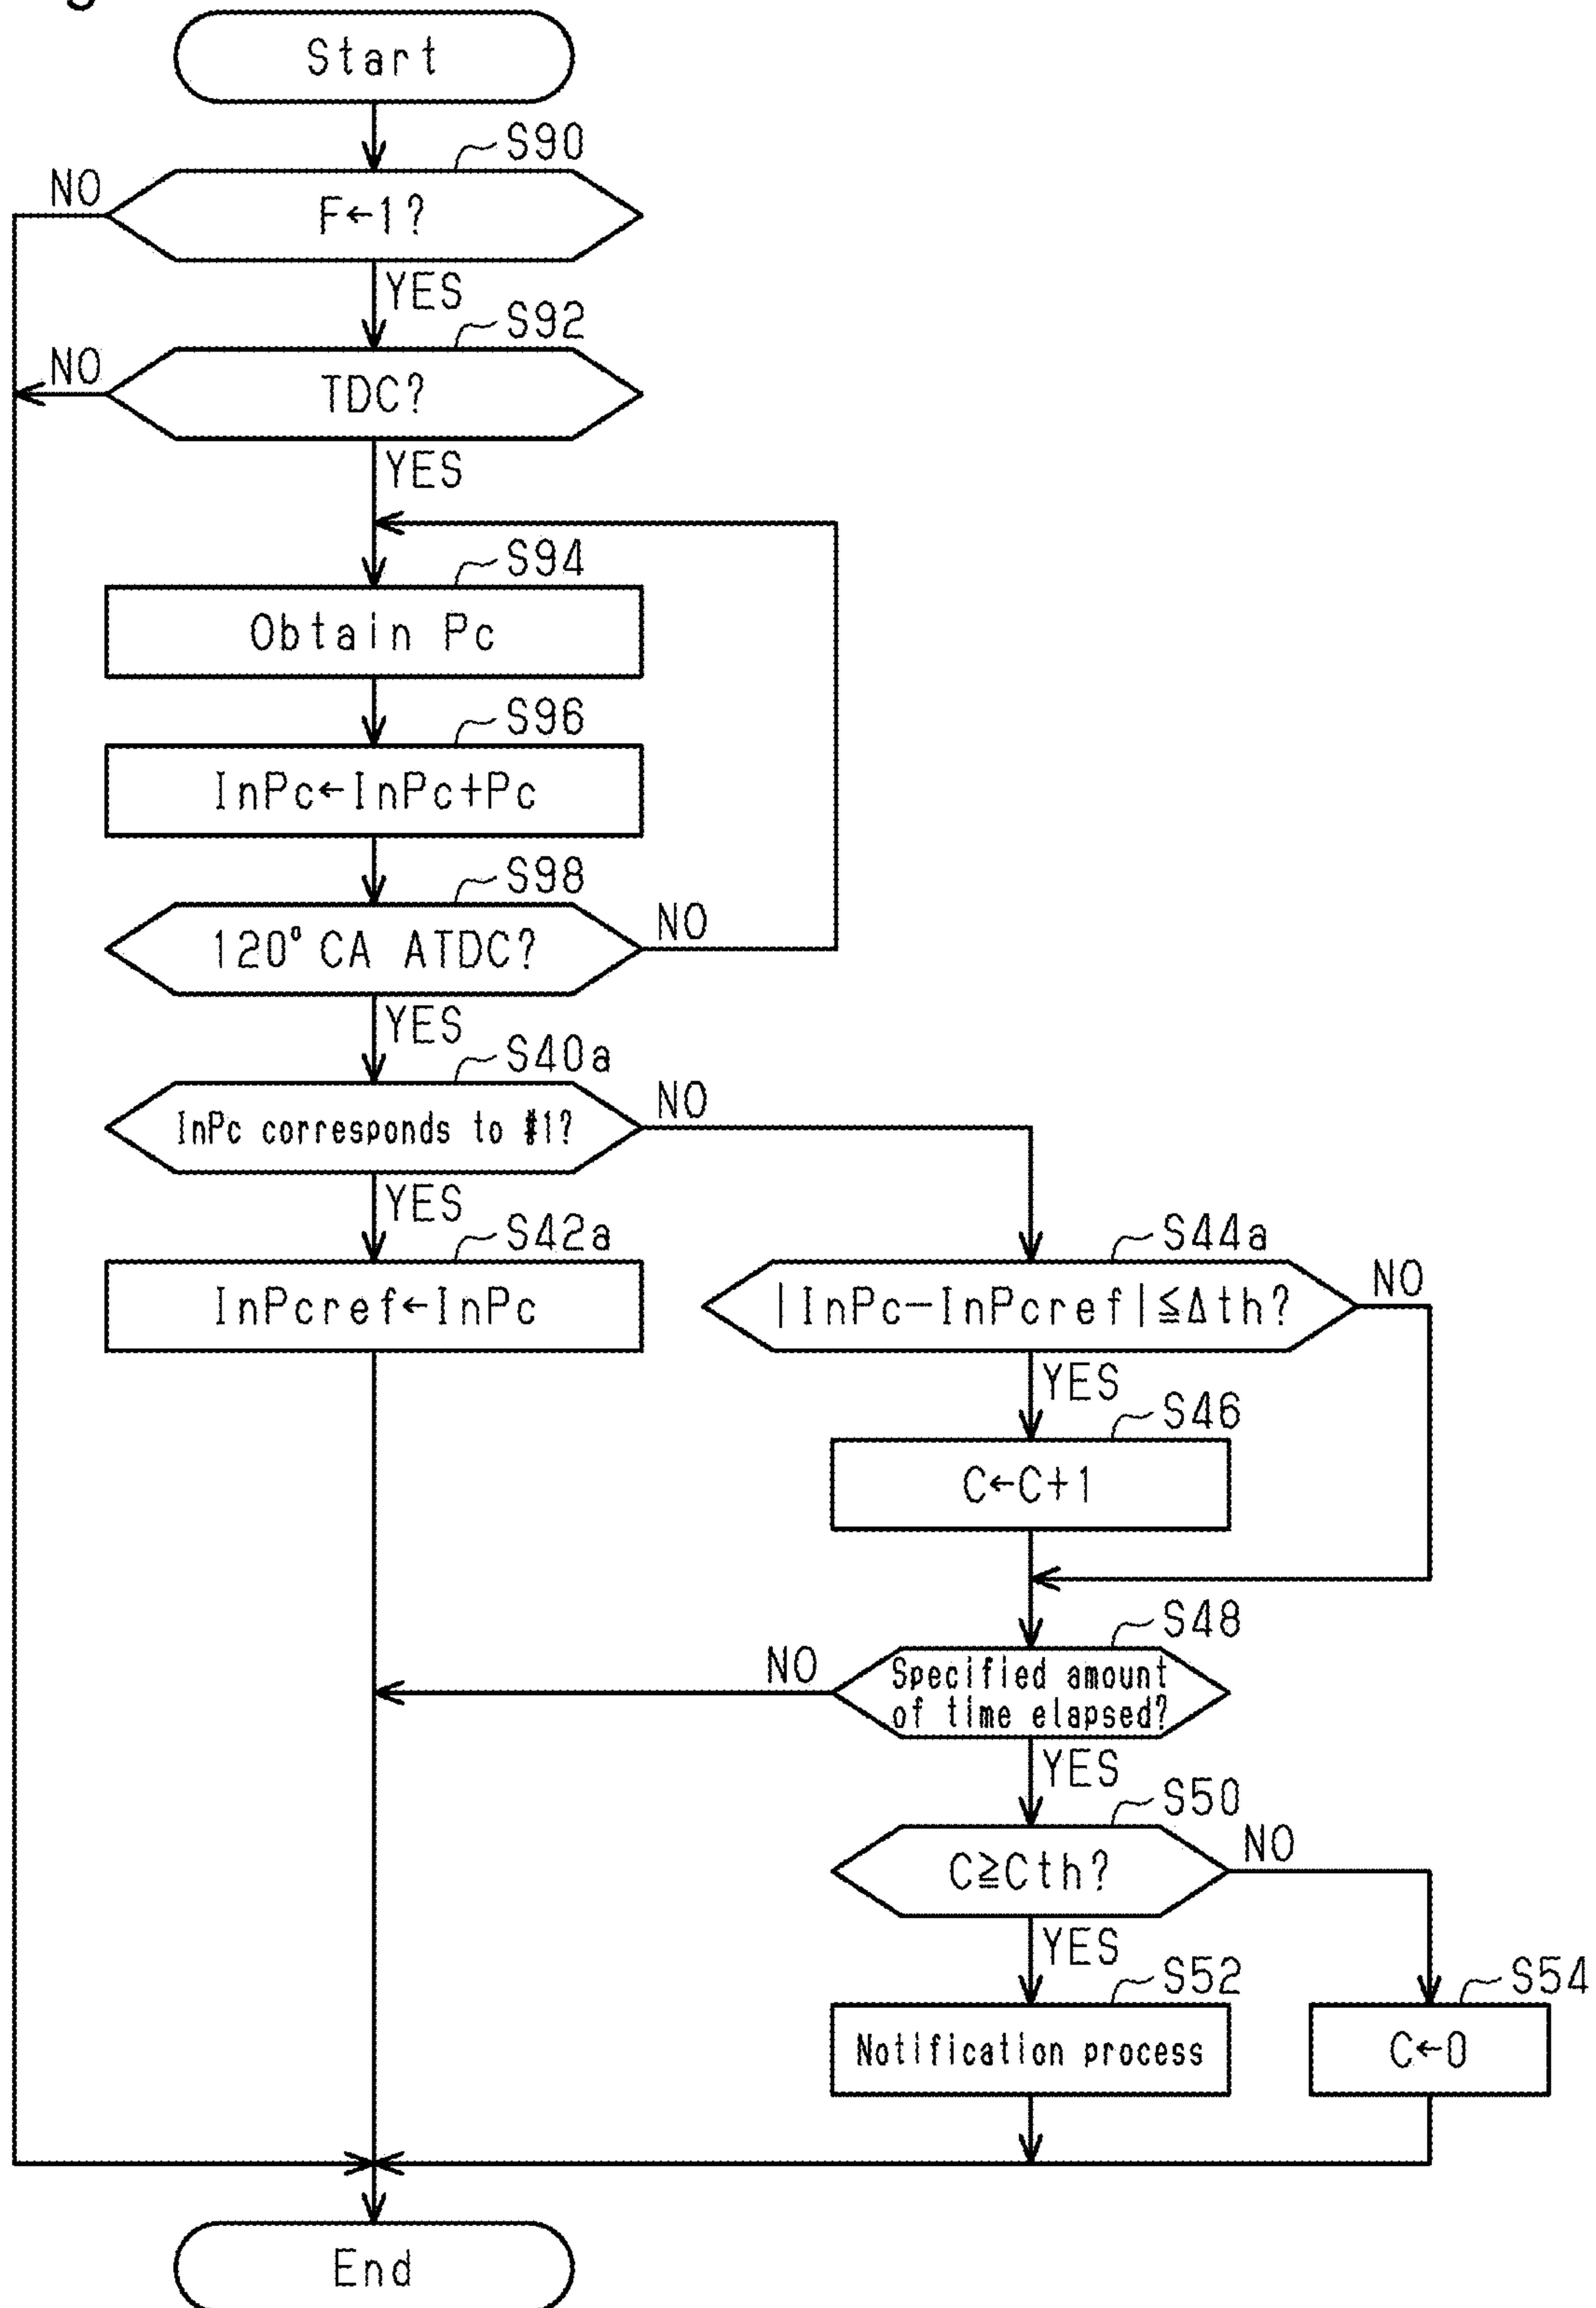 Start
S90
NO
F←1?
YES
S92
NO
TDC?
YES
S94
Obtain Pc
S96
InPc←InPc+Pc
S98
120° CA ATDC?
NO
YES
S40a
InPc corresponds to #1?
NO
YES
S42a
InPcref←InPc
S44a
|InPc−InPcref|≦Δth?
NO
YES
S46
C←C+1
S48
NO
Specified amount
of time elapsed?
YES
S50
C≧Cth?
NO
YES
S52
Notification process
S54
C←0
End